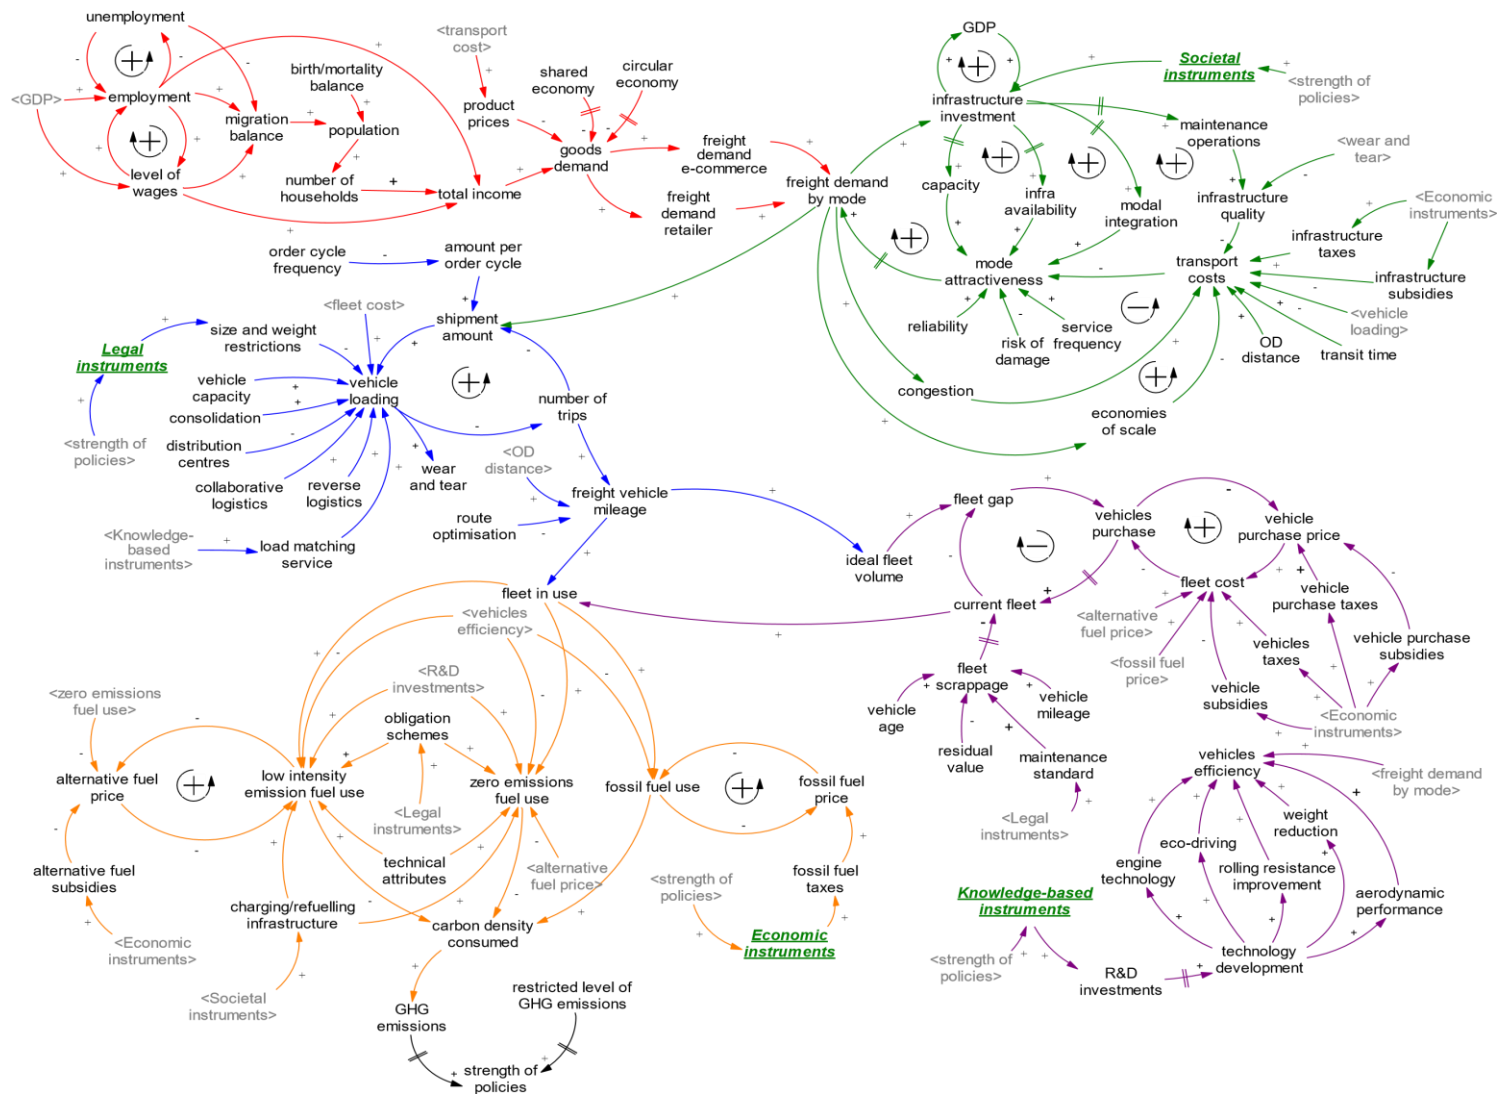 unemployment
<GDP>
employment
level of
wages
migration
balance
birth/mortality
balance
population
number of
households
total income
<transport
cost>
product
prices
shared
economy
circular
economy
goods
demand
freight
demand
e-commerce
freight
demand
retailer
freight demand
by mode
GDP
infrastructure
investment
Societal
instruments
<strength of
policies>
maintenance
operations
<wear and
tear>
capacity
infra
availability
modal
integration
infrastructure
quality
<Economic
instruments>
infrastructure
taxes
mode
attractiveness
transport
costs
infrastructure
subsidies
<vehicle
loading>
reliability
risk of
damage
service
frequency
OD
distance
transit time
congestion
economies
of scale
order cycle
frequency
amount per
order cycle
<fleet cost>
shipment
amount
size and weight
restrictions
Legal
instruments
<strength of
policies>
vehicle
capacity
vehicle
loading
consolidation
distribution
centres
collaborative
logistics
reverse
logistics
wear
and tear
number of
trips
<OD
distance>
freight vehicle
mileage
route
optimisation
<Knowledge-
based
instruments>
load matching
service
ideal fleet
volume
fleet gap
vehicles
purchase
vehicle
purchase price
fleet cost
vehicle
purchase taxes
current fleet
<alternative
fuel price>
<fossil fuel
price>
vehicles
taxes
vehicle purchase
subsidies
vehicle
subsidies
<Economic
instruments>
fleet
scrappage
vehicle
age
vehicle
mileage
residual
value
maintenance
standard
<Legal
instruments>
fleet in use
<vehicles
efficiency>
<R&D
investments>
obligation
schemes
<zero emissions
fuel use>
alternative fuel
price
low intensity
emission fuel use
zero emissions
fuel use
fossil fuel use
fossil fuel
price
<Legal
instruments>
alternative fuel
subsidies
technical
attributes
<alternative
fuel price>
<strength of
policies>
fossil fuel
taxes
charging/refuelling
infrastructure
carbon density
consumed
Economic
instruments
<Economic
instruments>
<Societal
instruments>
GHG
emissions
restricted level of
GHG emissions
strength of
policies
vehicles
efficiency
<freight demand
by mode>
weight
reduction
eco-driving
engine
technology
rolling resistance
improvement
aerodynamic
performance
Knowledge-based
instruments
<strength of
policies>
R&D
investments
technology
development